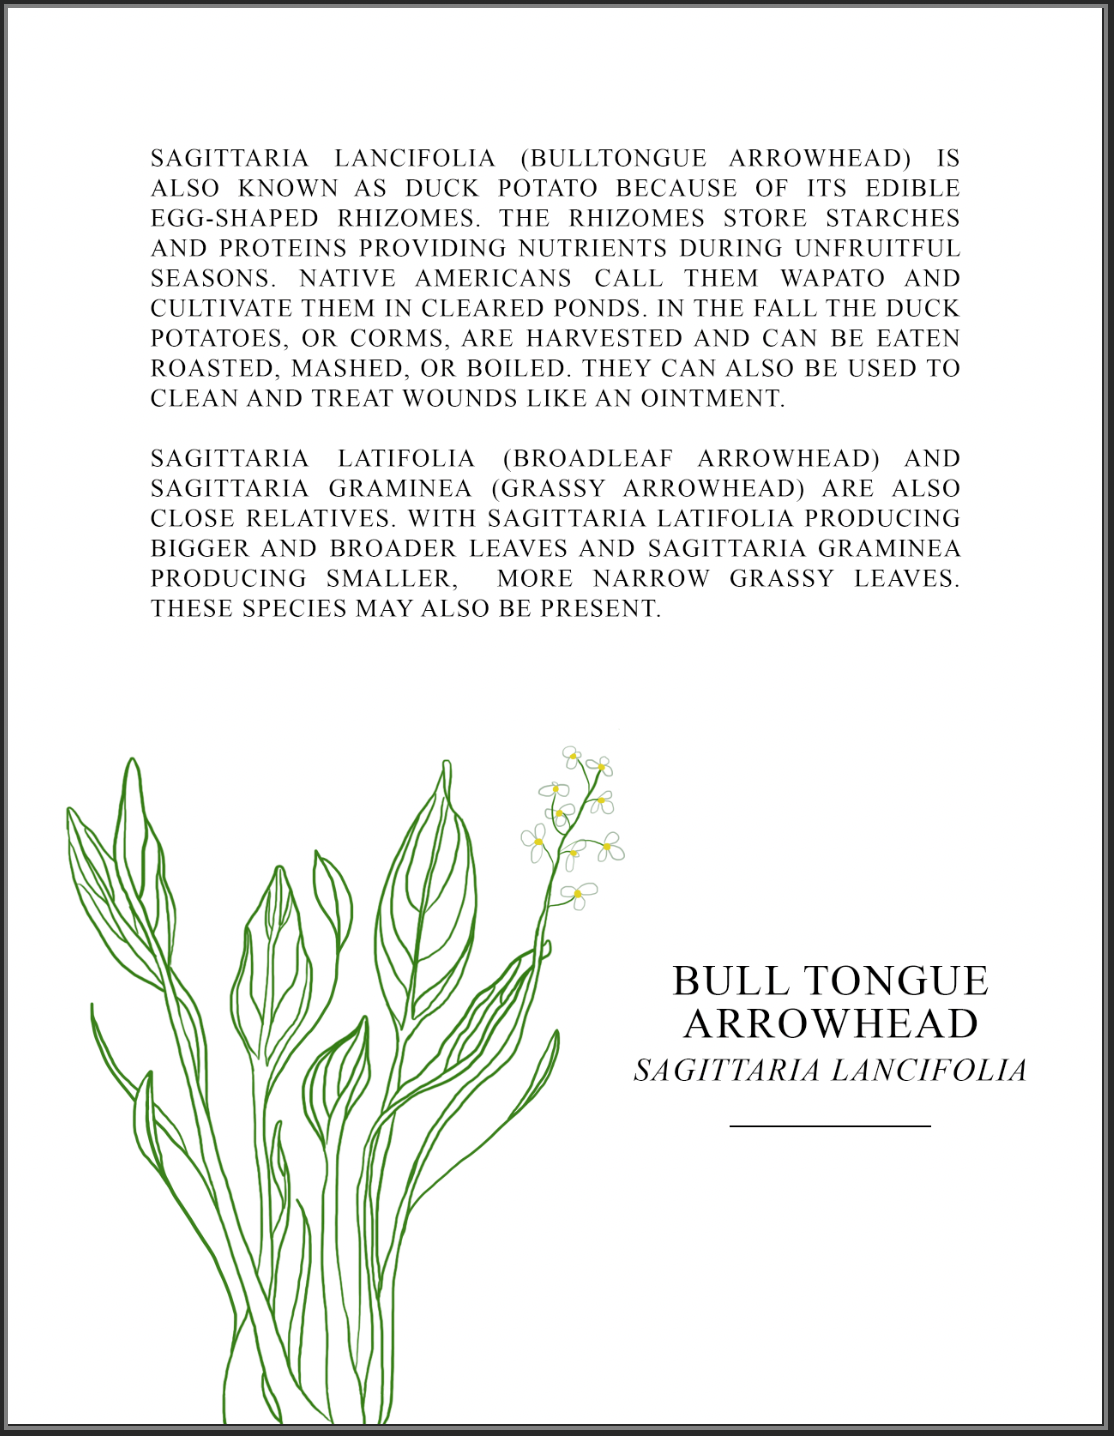 SAGITTARIA LANCIFOLIA (BULLTONGUE ARROWHEAD) IS
ALSO KNOWN AS DUCK POTATO BECAUSE OF ITS EDIBLE
EGG-SHAPED RHIZOMES. THE RHIZOMES STORE STARCHES
AND PROTEINS PROVIDING NUTRIENTS DURING UNFRUITFUL
SEASONS. NATIVE AMERICANS CALL THEM WAPATO AND
CULTIVATE THEM IN CLEARED PONDS. IN THE FALL THE DUCK
POTATOES, OR CORMS, ARE HARVESTED AND CAN BE EATEN
ROASTED, MASHED, OR BOILED. THEY CAN ALSO BE USED TO
CLEAN AND TREAT WOUNDS LIKE AN OINTMENT.
SAGITTARIA LATIFOLIA (BROADLEAF ARROWHEAD) AND
SAGITTARIA GRAMINEA (GRASSY ARROWHEAD) ARE ALSO
CLOSE RELATIVES. WITH SAGITTARIA LATIFOLIA PRODUCING
BIGGER AND BROADER LEAVES AND SAGITTARIA GRAMINEA
PRODUCING SMALLER, MORE NARROW GRASSY LEAVES.
THESE SPECIES MAY ALSO BE PRESENT.
BULL TONGUE
ARROWHEAD
SAGITTARIA LANCIFOLIA